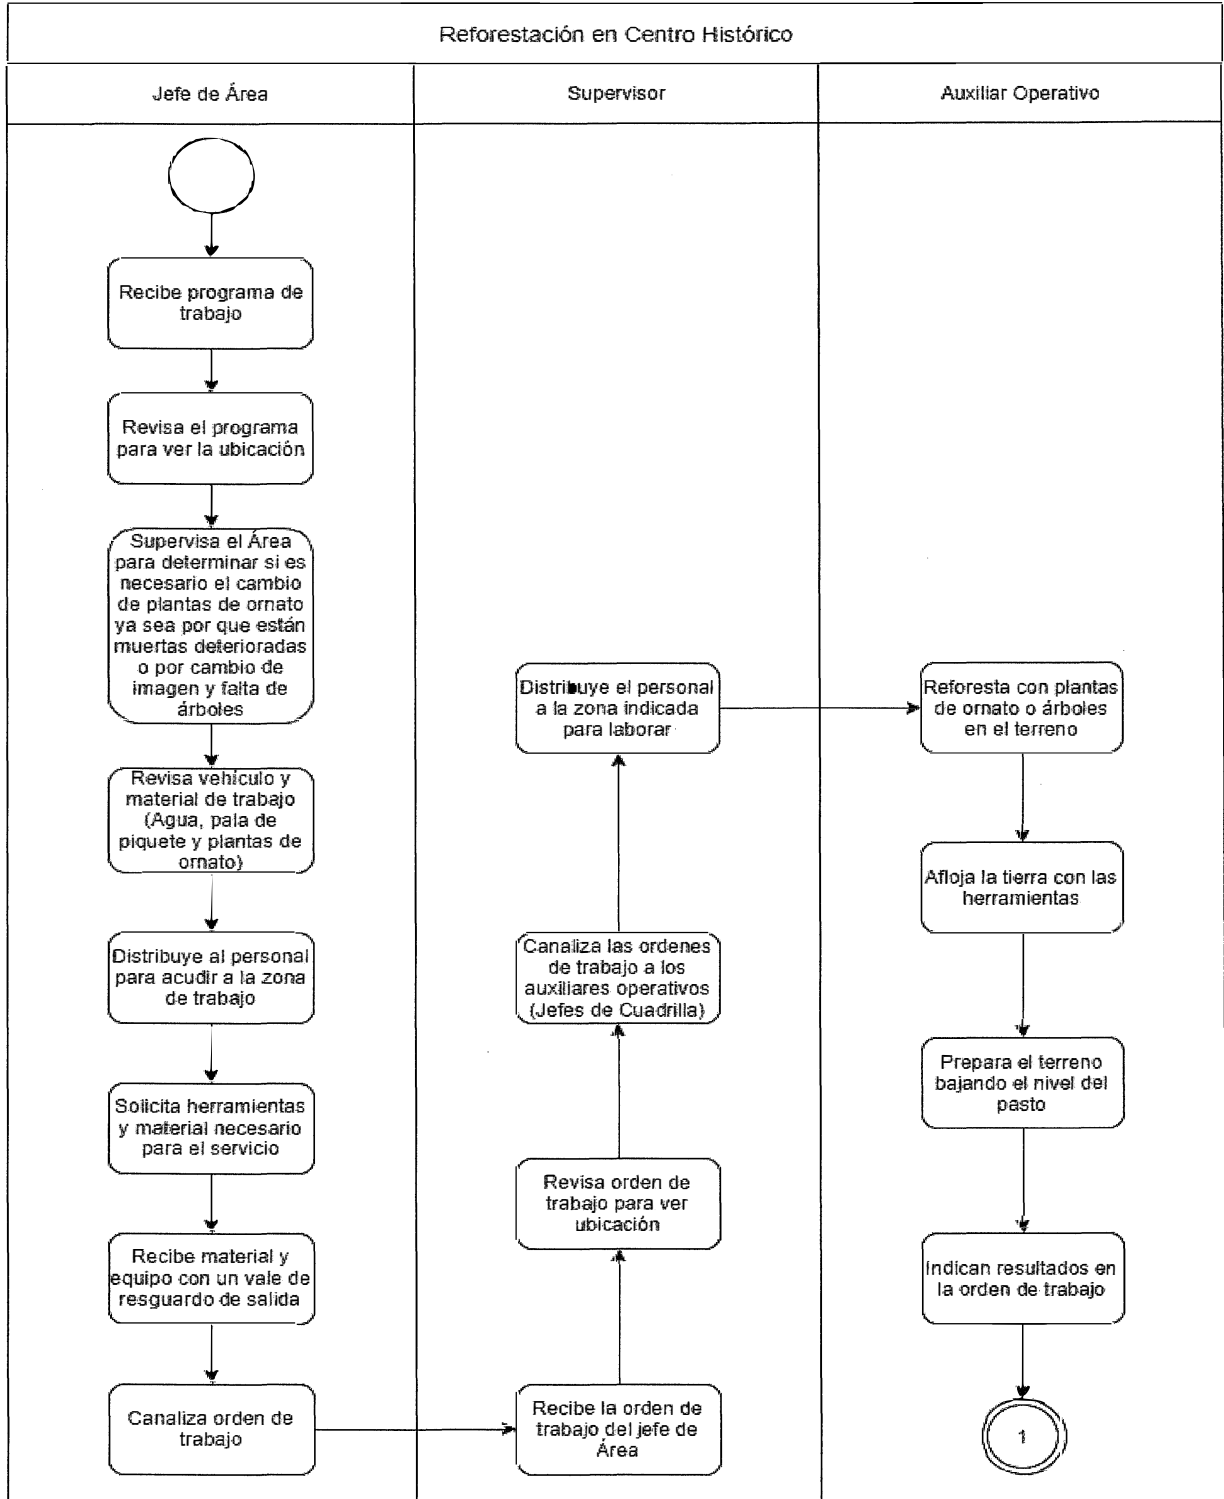 Reforestación en Centro Histórico
Jefe de Área
Supervisor
Auxiliar Operativo
Recibe programa de
trabajo
Revisa el programa
para ver la ubicación
Supervisa el Área
para determinar si es
necesario el cambio
de plantas de ornato
ya sea por que están
muertas deterioradas
o por cambio de
imagen y falta de
árboles
Revisa vehículo y
material de trabajo
(Agua, pala de
piquete y plantas de
ornato)
Distribuye al personal
para acudir a la zona
de trabajo
Solicita herramientas
y material necesario
para el servicio
Recibe material y
equipo con un vale de
resguardo de salida
Canaliza orden de
trabajo
Recibe la orden de
trabajo del jefe de
Área
Revisa orden de
trabajo para ver
ubicación
Canaliza las ordenes
de trabajo a los
auxiliares operativos
(Jefes de Cuadrilla)
Distribuye el personal
a la zona indicada
para laborar
Reforesta con plantas
de ornato o árboles
en el terreno
Afloja la tierra con las
herramientas
Prepara el terreno
bajando el nivel del
pasto
Indican resultados en
la orden de trabajo
1